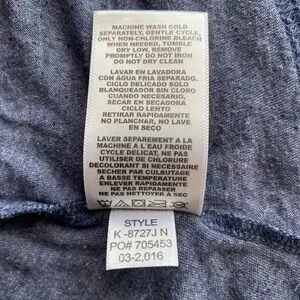 MACHINE WASH COLD
SEPARATELY, GENTLE CYCLE,
ONLY NON-CHLORINE BLEACH
WHEN NEEDED, TUMBLE
DRY LOW, REMOVE
PROMPTLY DO NOT IRON
DO NOT DRY CLEAN
LAVAR EN LAVADORA
CON AGUA FRIA SEPARADO.
CICLO DELICADO SOLO
BLANQUEADOR SIN CLORO
CUANDO NECESARIO,
SECAR EN SECADORA
CICLO LENTO
RETIRAR RAPIDAMENTE
NO PLANCHAR, NO LAVA
EN SECO
LAVER SEPAREMENT A LA
MACHINE A L'EAU FROIDE
CYCLE DELICAT, NE PAS
UTILISER DE CHLORURE
DECOLORANT SI NECESSAIRE
SECHER PAR CULBUTAGE
A BASSE TEMPERATURE
ENLEVER RAPIDEMENT
NE PAS REPASSER
NE PAS NETTOYER A SEC
STYLE
K -8727J N
PO# 705453
03-2,016